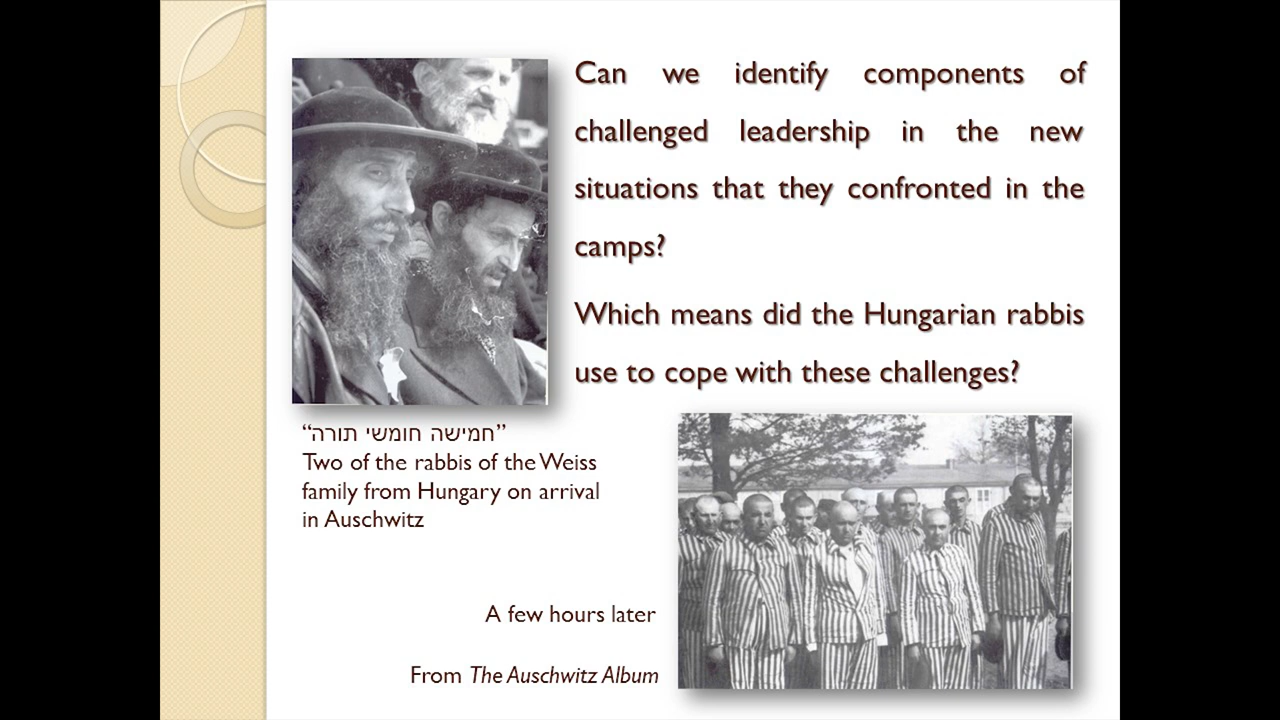 Can we identify components of
challenged leadership in the new
situations that they confronted in the
camps?
Which means did the Hungarian rabbis
use to cope with these challenges?
“חמישה חומשי תורה”
Two of the rabbis of the Weiss
family from Hungary on arrival
in Auschwitz
A few hours later
From The Auschwitz Album